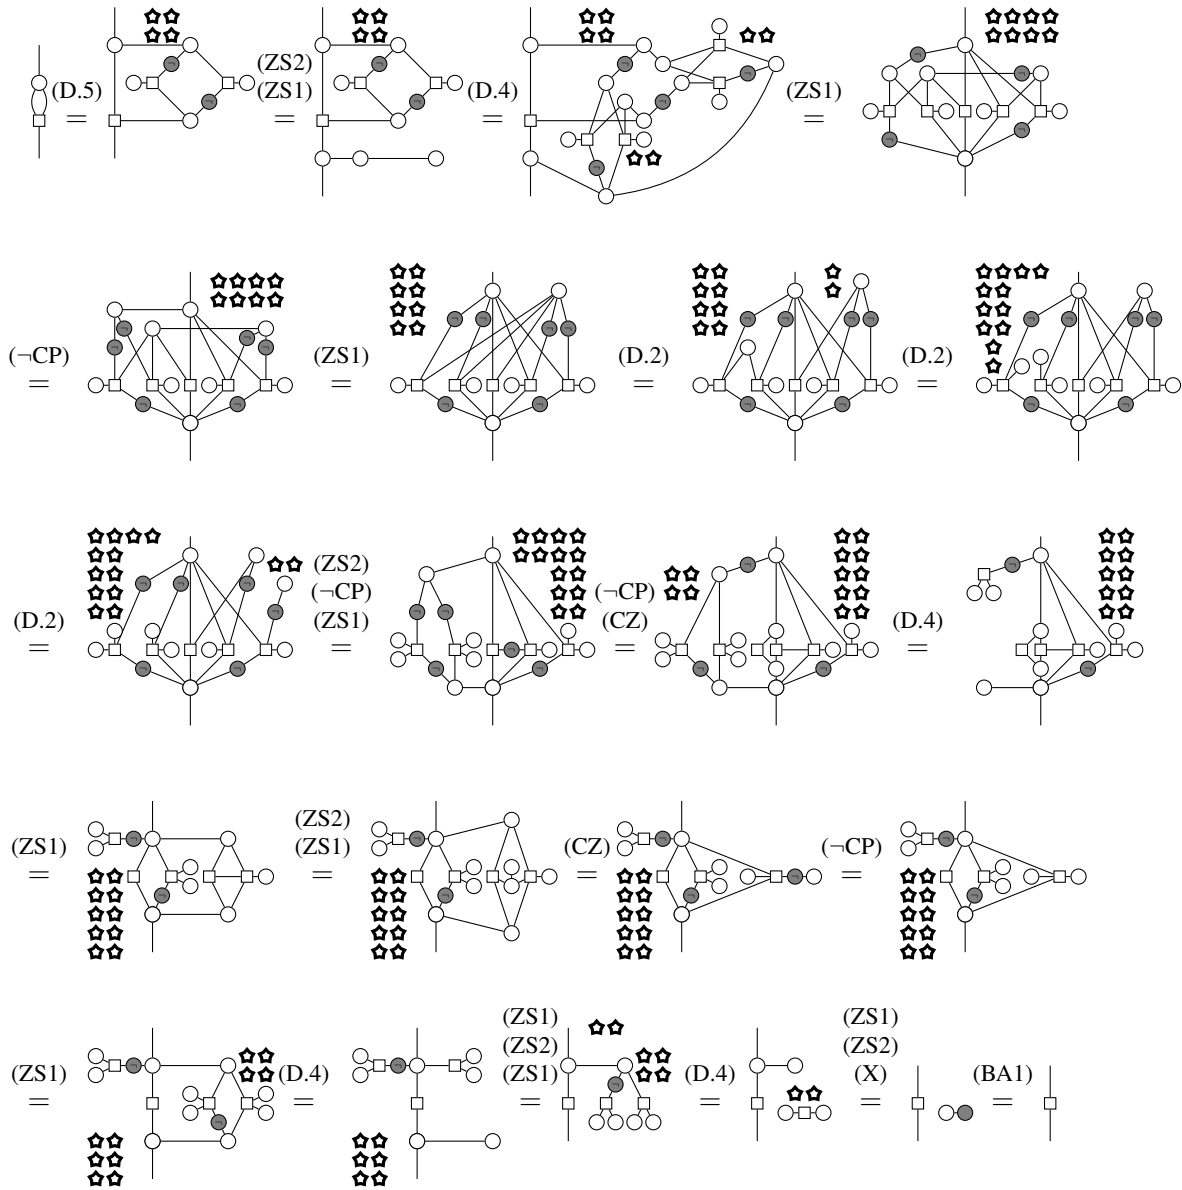 (D.5)
=
(ZS2)
(ZS1)
=
(D.4)
=
(ZS1)
=
(¬CP)
=
(ZS1)
=
(D.2)
=
(D.2)
=
(D.2)
=
(ZS2)
(¬CP)
(ZS1)
=
(¬CP)
(CZ)
=
(D.4)
=
(ZS1)
=
(ZS2)
(ZS1)
=
(CZ)
=
(¬CP)
=
(ZS1)
=
(D.4)
=
(ZS1)
(ZS2)
(ZS1)
=
(D.4)
=
(ZS1)
(ZS2)
(X)
=
(BA1)
=